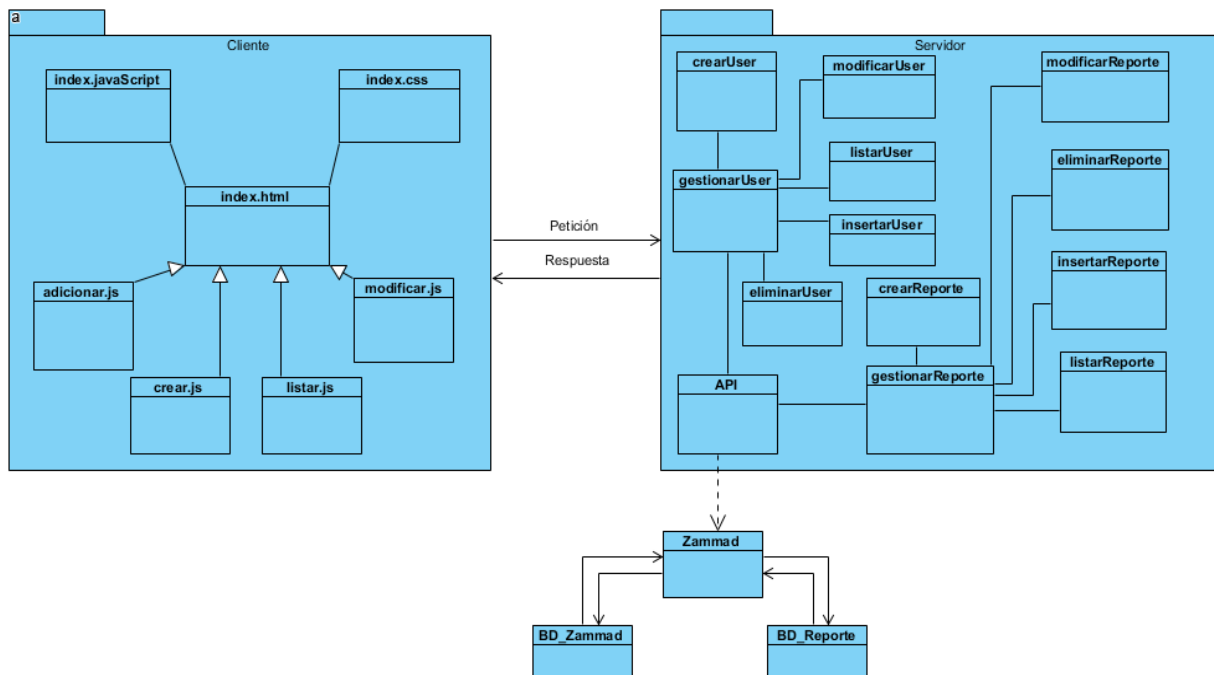 a
Cliente
index.javaScript
index.css
index.html
adicionar.js
modificar.js
crear.js
listar.js
Petición
Respuesta
Servidor
crearUser
modificarUser
modificarReporte
listarUser
eliminarReporte
gestionarUser
insertarUser
insertarReporte
eliminarUser
crearReporte
listarReporte
API
gestionarReporte
Zammad
BD_Zammad
BD_Reporte